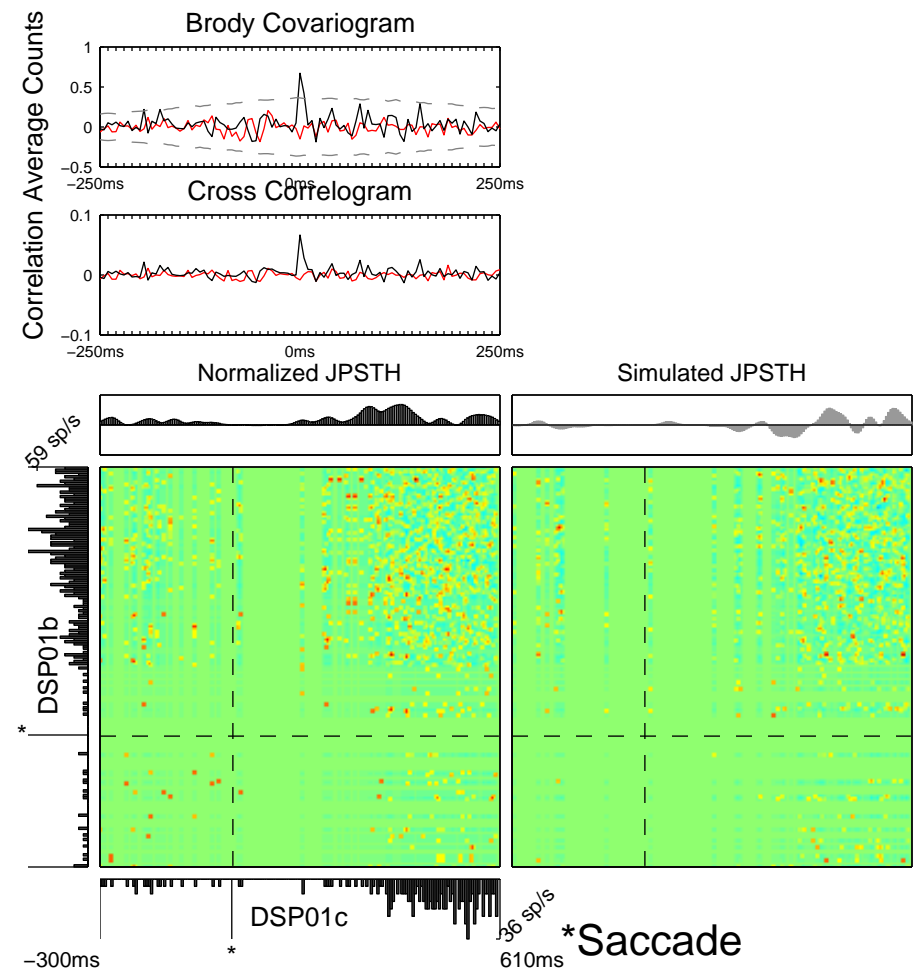 Brody Covariogram
Correlation Average Counts
1
0.5
0
−0.5
−250ms
0ms
250ms
Cross Correlogram
0.1
0
−0.1
−250ms
0ms
250ms
Normalized JPSTH
Simulated JPSTH
59 sp/s
DSP01b
*
DSP01c
36 sp/s
*
−300ms
610ms
*Saccade